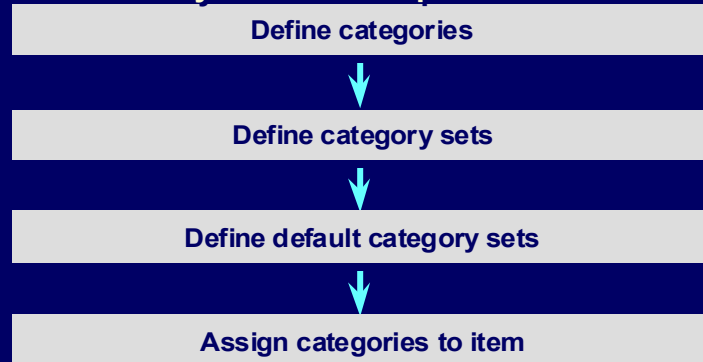 Define categories
Define category sets
Define default category sets
Assign categories to item